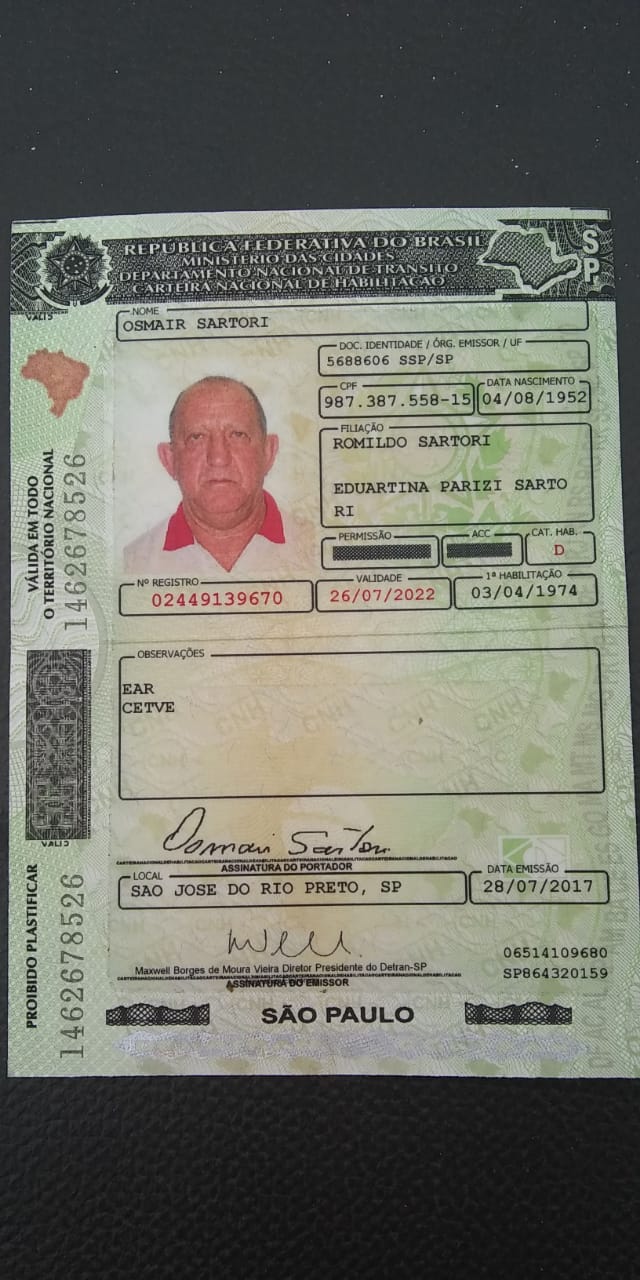 REPÚBLICA FEDERATIVA DO BRASIL
MINISTÉRIO DAS CIDADES
DEPARTAMENTO NACIONAL DE TRÂNSITO
CARTEIRA NACIONAL DE HABILITAÇÃO
SP
NOME
OSMAIR SARTORI
DOC. IDENTIDADE / ÓRG. EMISSOR / UF
5688606 SSP/SP
CPF
987.387.558-15
DATA NASCIMENTO
04/08/1952
FILIAÇÃO
ROMILDO SARTORI
EDUARTINA PARIZI SARTO
RI
PERMISSÃO
ACC
CAT. HAB.
D
Nº REGISTRO
02449139670
VALIDADE
26/07/2022
1ª HABILITAÇÃO
03/04/1974
VÁLIDA EM TODO
O TERRITÓRIO NACIONAL
1462678526
OBSERVAÇÕES
EAR
CETVE
Osmair Sartori
ASSINATURA DO PORTADOR
LOCAL
SAO JOSE DO RIO PRETO, SP
DATA EMISSÃO
28/07/2017
PROIBIDO PLASTIFICAR
1462678526
Maxwell Borges de Moura Vieira Diretor Presidente do Detran-SP
ASSINATURA DO EMISSOR
06514109680
SP864320159
SÃO PAULO